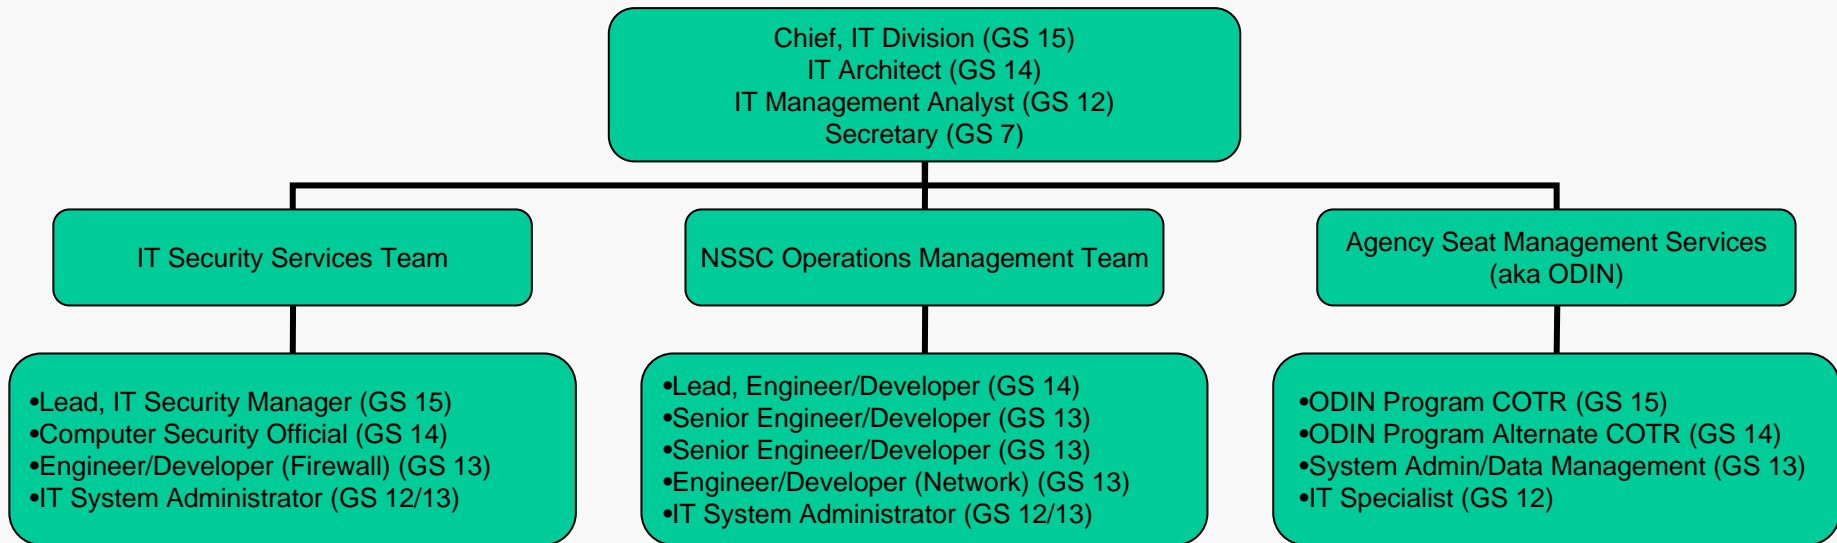 Chief, IT Division (GS 15)
IT Architect (GS 14)
IT Management Analyst (GS 12)
Secretary (GS 7)
IT Security Services Team
NSSC Operations Management Team
Agency Seat Management Services
(aka ODIN)
•Lead, IT Security Manager (GS 15)
•Computer Security Official (GS 14)
•Engineer/Developer (Firewall) (GS 13)
•IT System Administrator (GS 12/13)
•Lead, Engineer/Developer (GS 14)
•Senior Engineer/Developer (GS 13)
•Senior Engineer/Developer (GS 13)
•Engineer/Developer (Network) (GS 13)
•IT System Administrator (GS 12/13)
•ODIN Program COTR (GS 15)
•ODIN Program Alternate COTR (GS 14)
•System Admin/Data Management (GS 13)
•IT Specialist (GS 12)